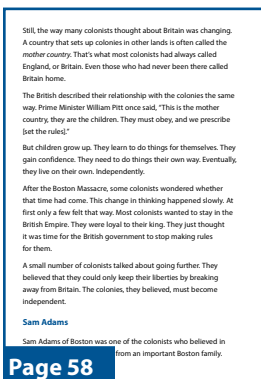 Still, the way many colonists thought about Britain was changing.
A country that sets up colonies in other lands is often called the
mother country. That's what most colonists had always called
England, or Britain. Even those who had never been there called
Britain home.
The British described their relationship with the colonies the same
way. Prime Minister William Pitt once said, "This is the mother
country, they are the children. They must obey, and we prescribe
[set the rules]."
But children grow up. They learn to do things for themselves. They
gain confidence. They need to do things their own way. Eventually,
they live on their own. Independently.
After the Boston Massacre, some colonists wondered whether
that time had come. This change in thinking happened slowly. At
first only a few felt that way. Most colonists wanted to stay in the
British Empire. They were loyal to their king. They just thought
it was time for the British government to stop making rules
for them.
A small number of colonists talked about going further. They
believed that they could only keep their liberties by breaking
away from Britain. The colonies, they believed, must become
independent.
Sam Adams
Sam Adams of Boston was one of the colonists who believed in
from an important Boston family.
Page 58